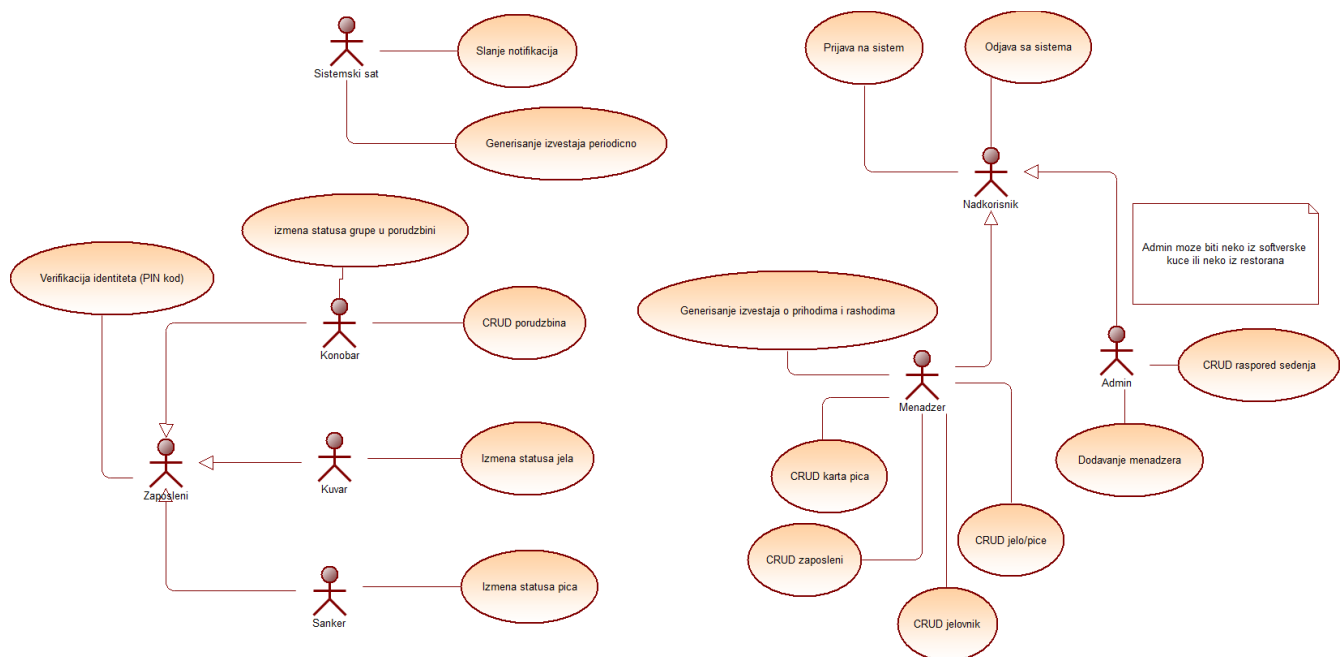 Slanje notifikacija
Sistemski sat
Generisanje izvestaja periodicno
izmena statusa grupe u porudzbini
Verifikacija identiteta (PIN kod)
CRUD porudzbina
Konobar
Izmena statusa jela
Kuvar
Zaposleni
Izmena statusa pica
Sanker
Prijava na sistem
Odjava sa sistema
Nadkorisnik
Admin moze biti neko iz softverske
kuce ili neko iz restorana
Generisanje izvestaja o prihodima i rashodima
Menadzer
Admin
CRUD raspored sedenja
Dodavanje menadzera
CRUD karta pica
CRUD zaposleni
CRUD jelo/pice
CRUD jelovnik